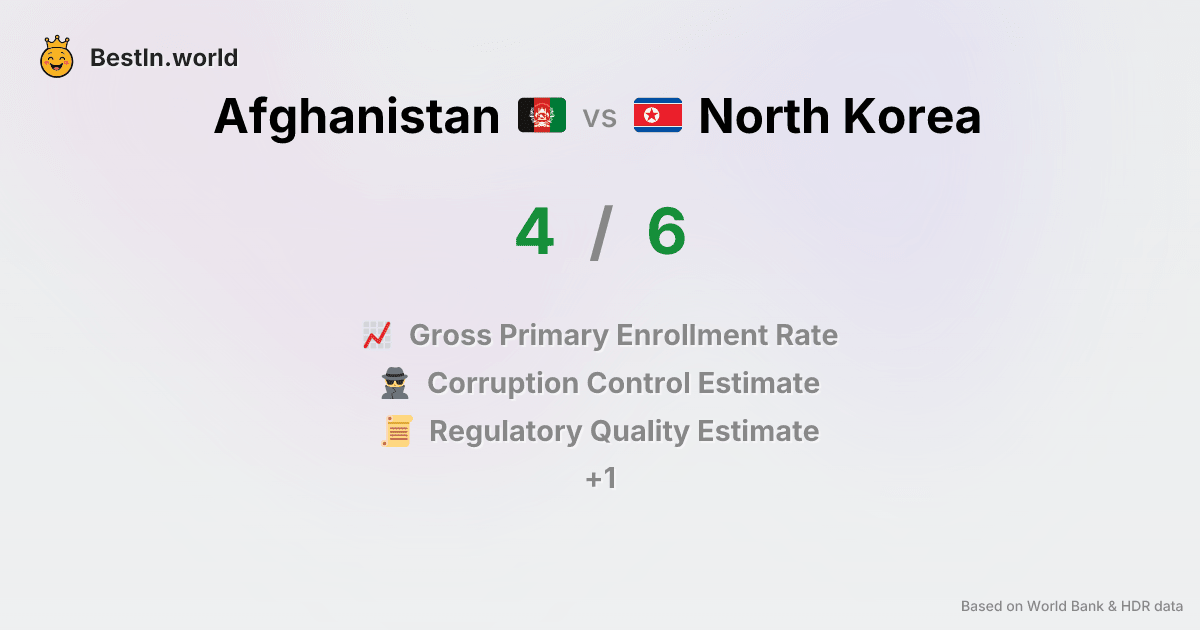 BestIn.world
Afghanistan vs North Korea
4 / 6
Gross Primary Enrollment Rate
Corruption Control Estimate
Regulatory Quality Estimate
+1
Based on World Bank & HDR data